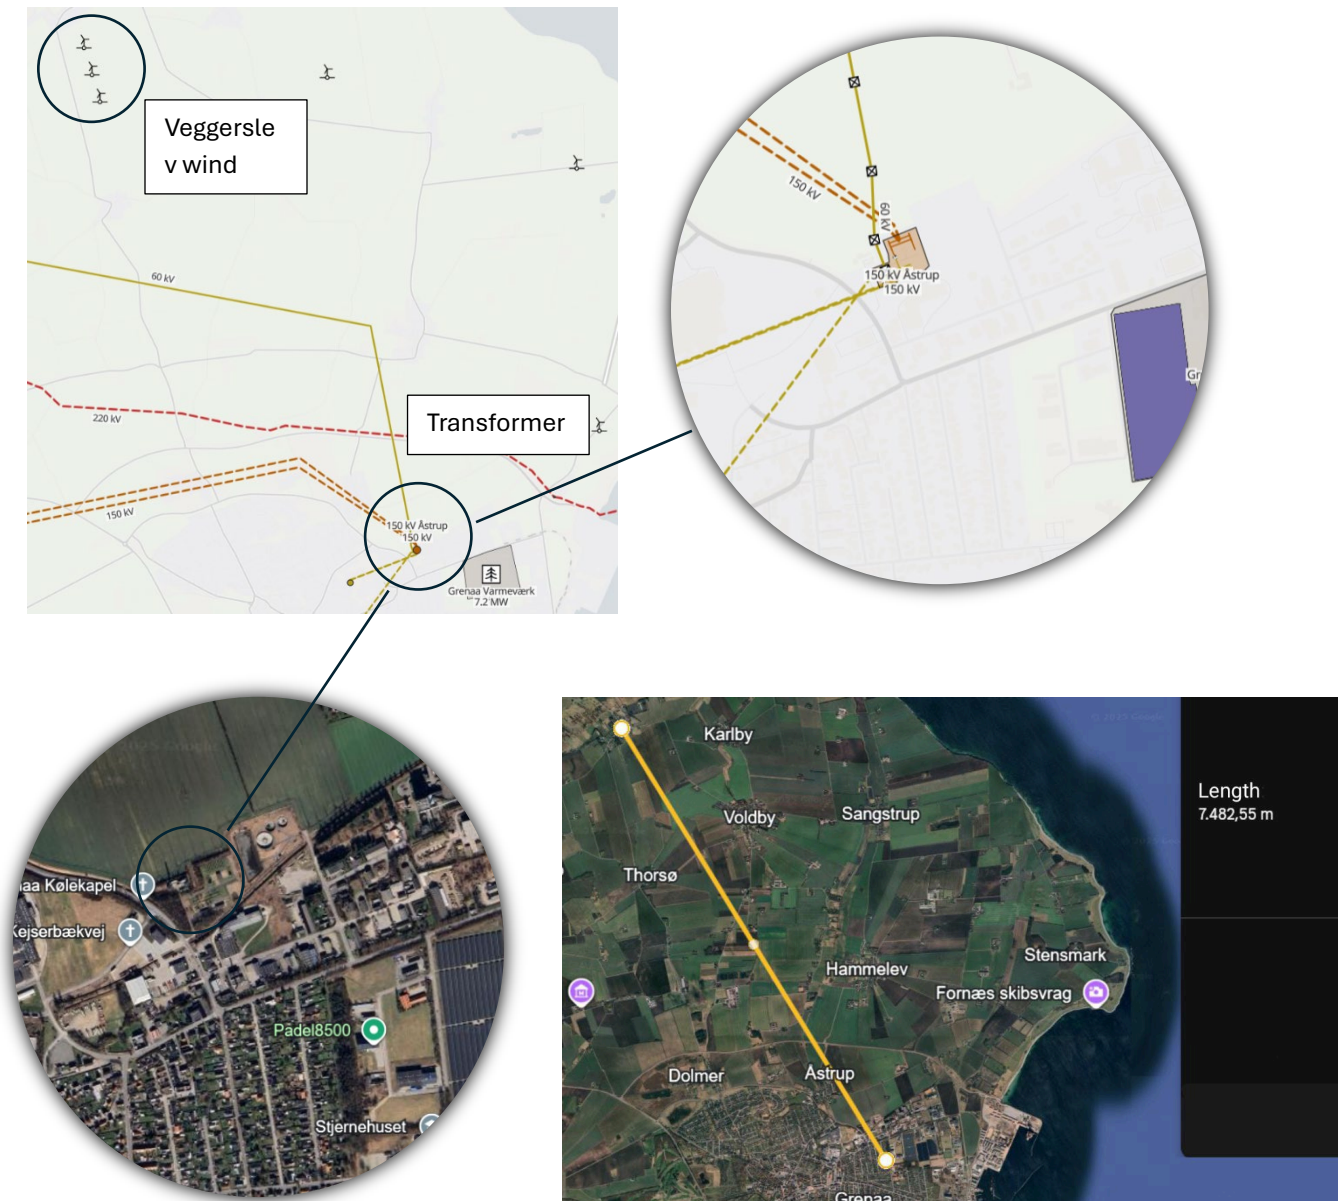 Veggersle
v wind
60 kV
220 kV
Transformer
150 kV
150 kV Åstrup
150 kV
Grenaa Varmeværk
7.2 MW
150 kV
60 kV
150 kV Åstrup
150 kV
Gr
aa Kølekapel
Kejserbækvej
Padel8500
Stjernehuset
Karlby
Voldby
Sangstrup
Thorsø
Hammelev
Stensmark
Fornæs skibsvrag
Dolmer
Åstrup
Grenaa
Length
7.482,55 m